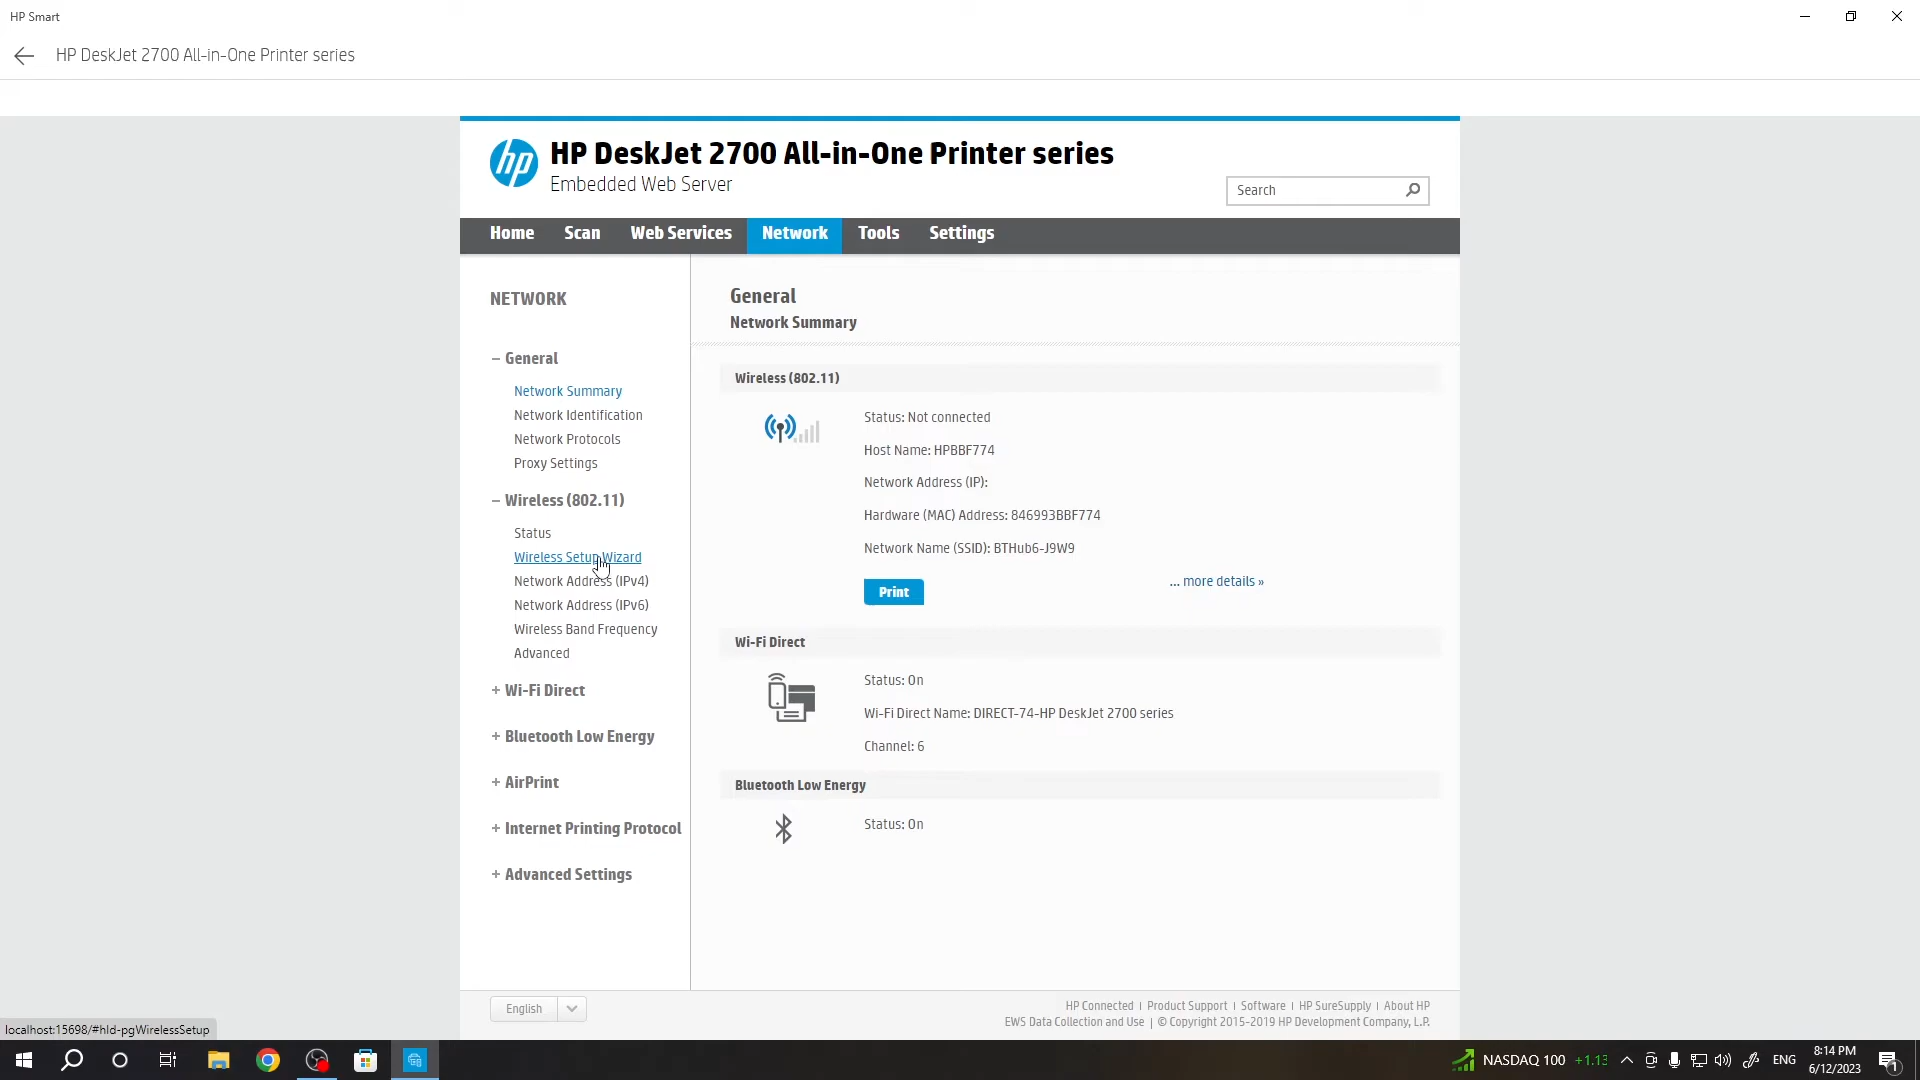 HP Smart
HP DeskJet 2700 All-in-One Printer series
hp
HP DeskJet 2700 All-in-One Printer series
Embedded Web Server
Search
Home Scan Web Services Network Tools Settings
NETWORK
– General
Network Summary
Network Identification
Network Protocols
Proxy Settings
– Wireless (802.11)
Status
Wireless Setup Wizard
Network Address (IPv4)
Network Address (IPv6)
Wireless Band Frequency
Advanced
+ Wi-Fi Direct
+ Bluetooth Low Energy
+ AirPrint
+ Internet Printing Protocol
+ Advanced Settings
General
Network Summary
Wireless (802.11)
Status: Not connected
Host Name: HPBBF774
Network Address (IP):
Hardware (MAC) Address: 846993BBF774
Network Name (SSID): BTHub6-J9W9
Print
... more details »
Wi-Fi Direct
Status: On
Wi-Fi Direct Name: DIRECT-74-HP DeskJet 2700 series
Channel: 6
Bluetooth Low Energy
Status: On
English
HP Connected | Product Support | Software | HP SureSupply | About HP
EWS Data Collection and Use | © Copyright 2015-2019 HP Development Company, L.P.
localhost:15698/#hId-pgWirelessSetup
NASDAQ 100 +1.13
ENG
8:14 PM
6/12/2023
1